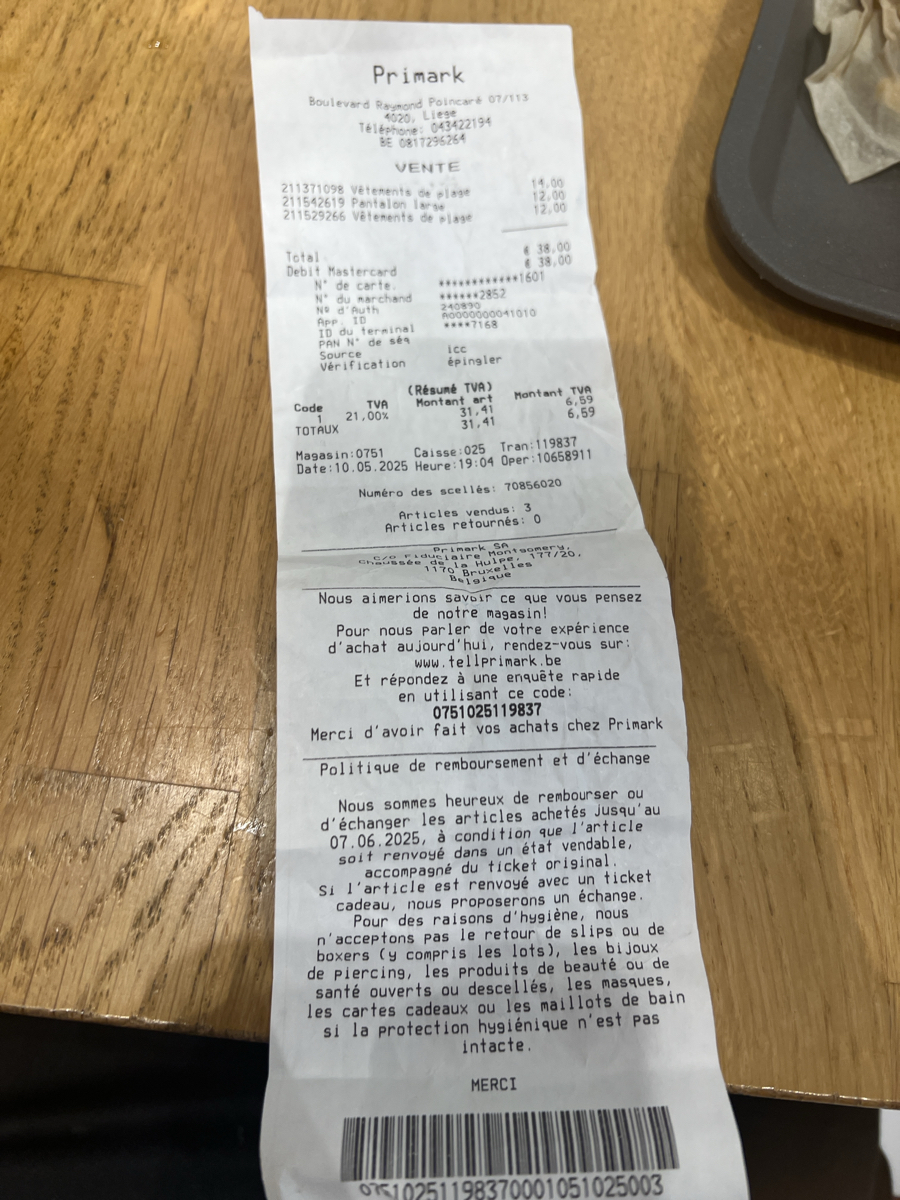 Primark
Boulevard Raymond Poincaré 07/113
4020, Liege
Téléphone: 043422194
BE 0817296264
VENTE
211371098 Vêtements de plage 14,00
211542619 Pantalon large 12,00
211529266 Vêtements de plage 12,00
Total € 38,00
Debit Mastercard € 38,00
N° de carte. ************1601
N° du marchand ******2852
Nº d'Auth 240890
App. ID A0000000041010
ID du terminal ****7168
PAN N° de séq
Source icc
Vérification épingler
(Résumé TVA)
Code TVA Montant art Montant TVA
1 21,00% 31,41 6,59
TOTAUX 31,41 6,59
Magasin:0751 Caisse:025 Tran:119837
Date:10.05.2025 Heure:19:04 Oper:10658911
Numéro des scellés: 70856020
Articles vendus: 3
Articles retournés: 0
Primark SA
c/o Fiduciaire Montgomery,
Chaussée de la Hulpe, 177/20,
1170 Bruxelles
Belgique
Nous aimerions savoir ce que vous pensez
de notre magasin!
Pour nous parler de votre expérience
d'achat aujourd'hui, rendez-vous sur:
www.tellprimark.be
Et répondez à une enquête rapide
en utilisant ce code:
0751025119837
Merci d'avoir fait vos achats chez Primark
Politique de remboursement et d'échange
Nous sommes heureux de rembourser ou
d'échanger les articles achetés jusqu'au
07.06.2025, à condition que l'article
soit renvoyé dans un état vendable,
accompagné du ticket original.
Si l'article est renvoyé avec un ticket
cadeau, nous proposerons un échange.
Pour des raisons d'hygiène, nous
n'acceptons pas le retour de slips ou de
boxers (y compris les lots), les bijoux
de piercing, les produits de beauté ou de
santé ouverts ou descellés, les masques,
les cartes cadeaux ou les maillots de bain
si la protection hygiénique n'est pas
intacte.
MERCI
07510251198370001051025003